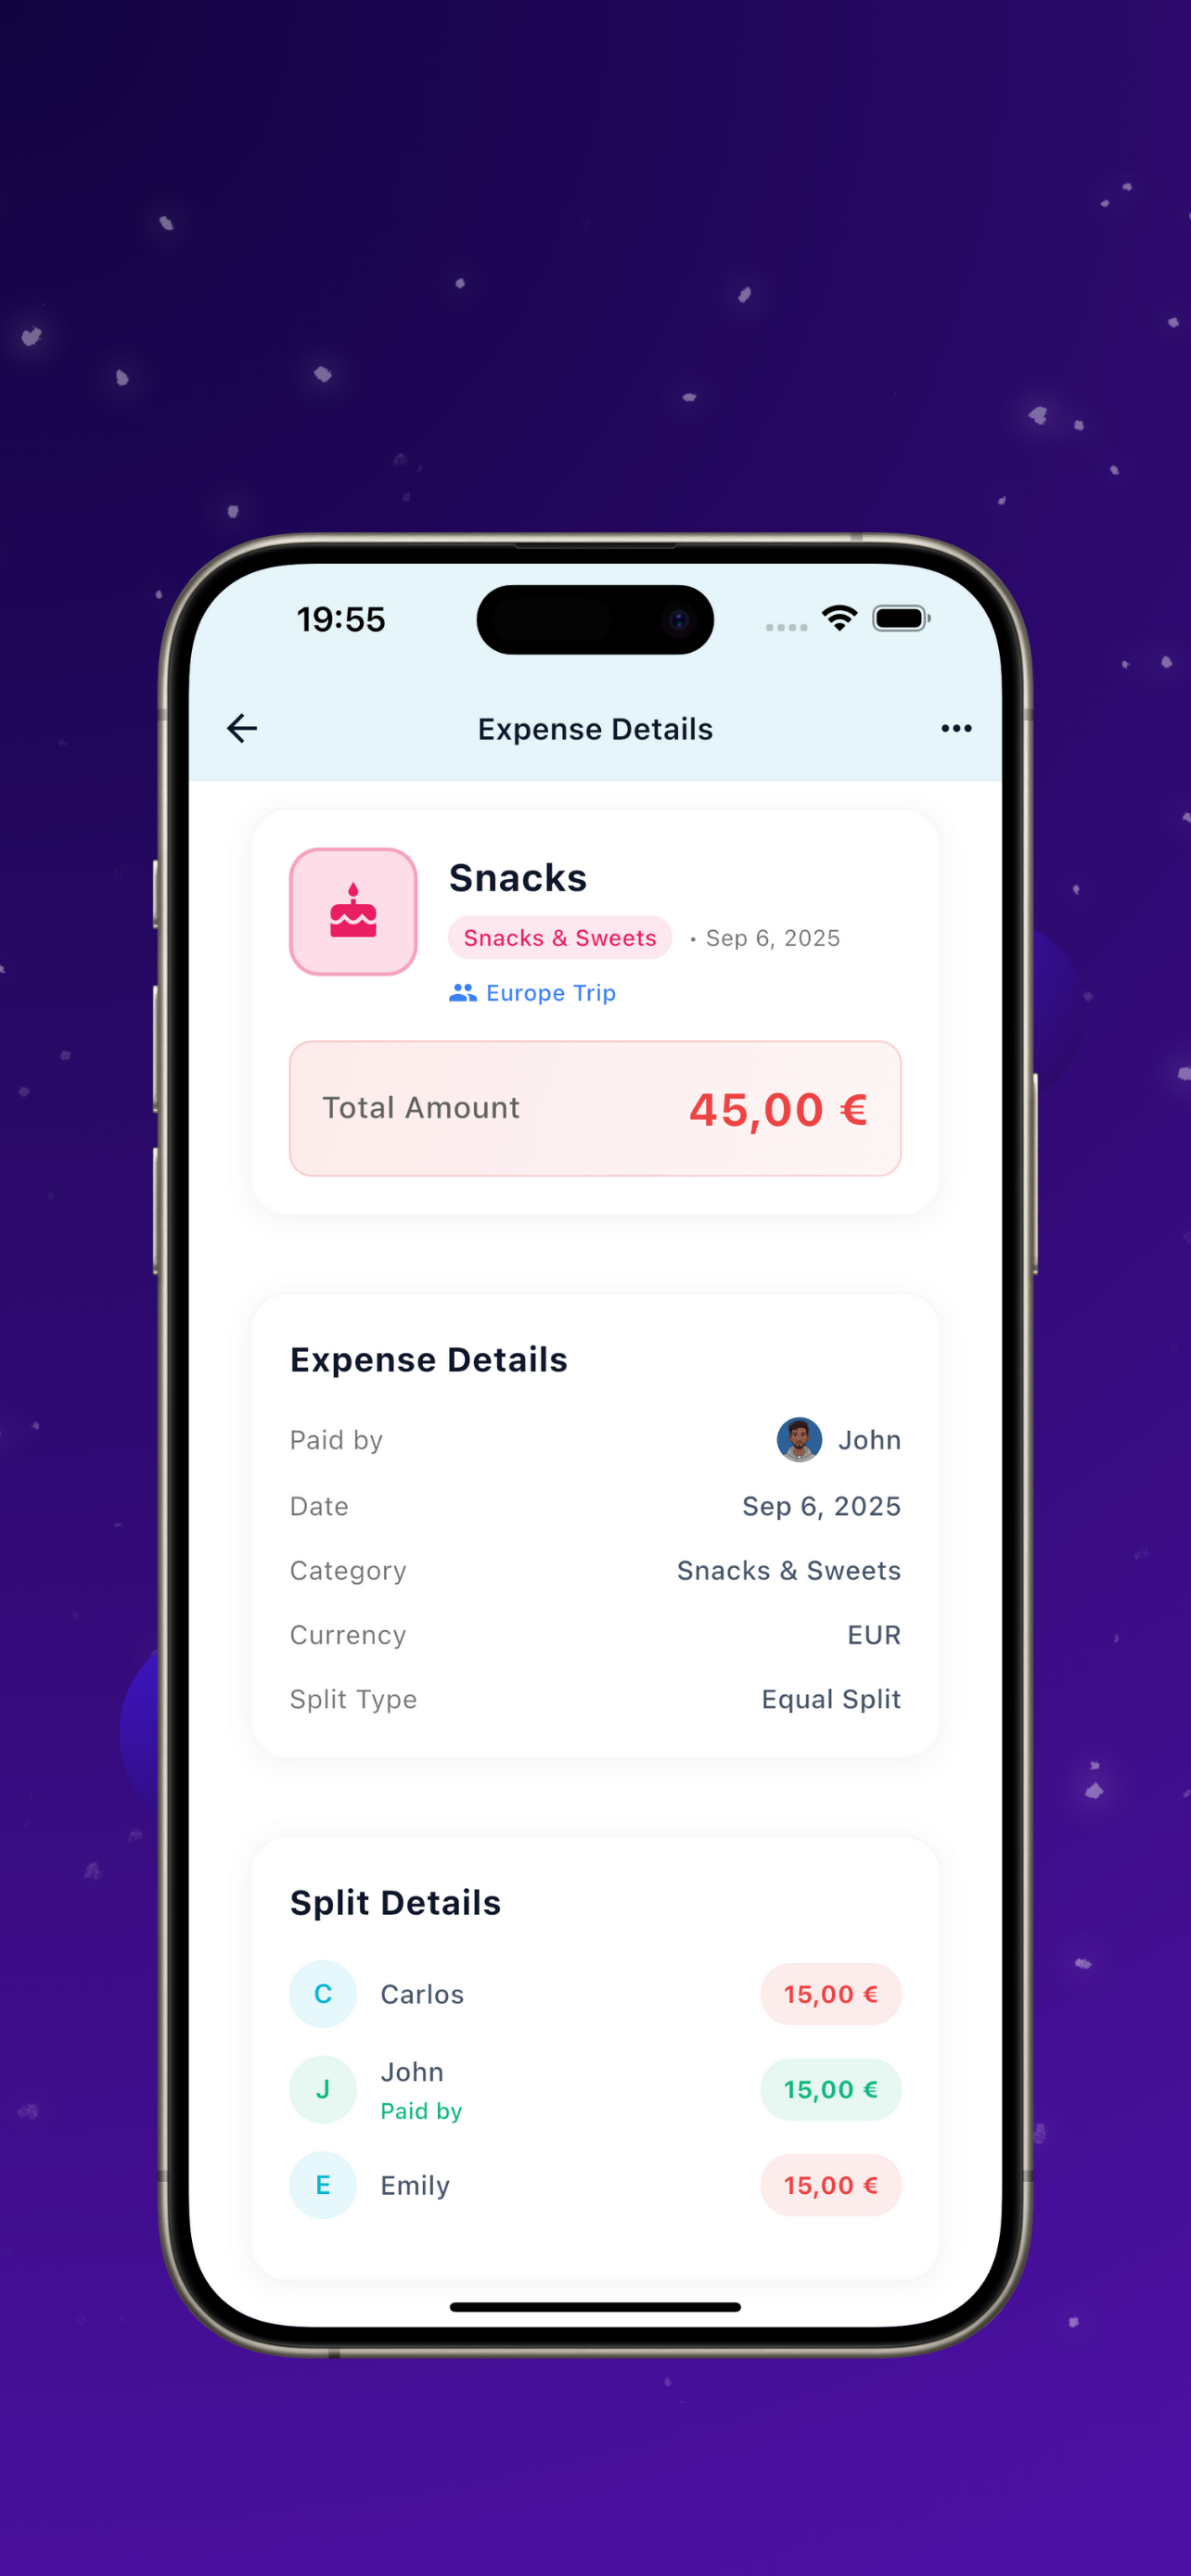 19:55
Expense Details
Snacks
Snacks & Sweets • Sep 6, 2025
Europe Trip
Total Amount 45,00 €
Expense Details
Paid by John
Date Sep 6, 2025
Category Snacks & Sweets
Currency EUR
Split Type Equal Split
Split Details
C Carlos 15,00 €
J John 15,00 €
Paid by
E Emily 15,00 €